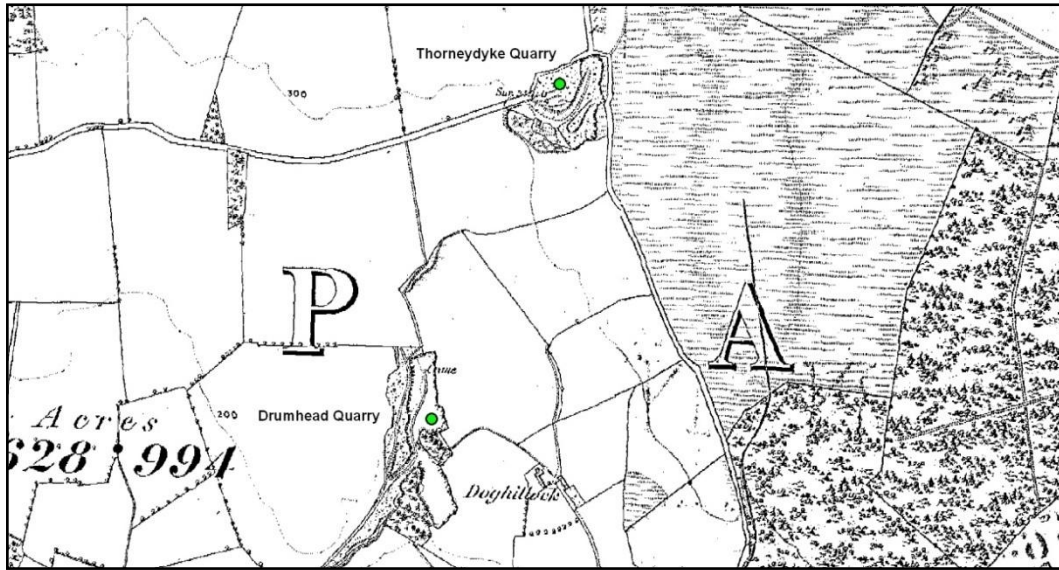 Thorneydyke Quarry
300
P
A
200
Drumhead Quarry
Acres
628
994
Doghillock